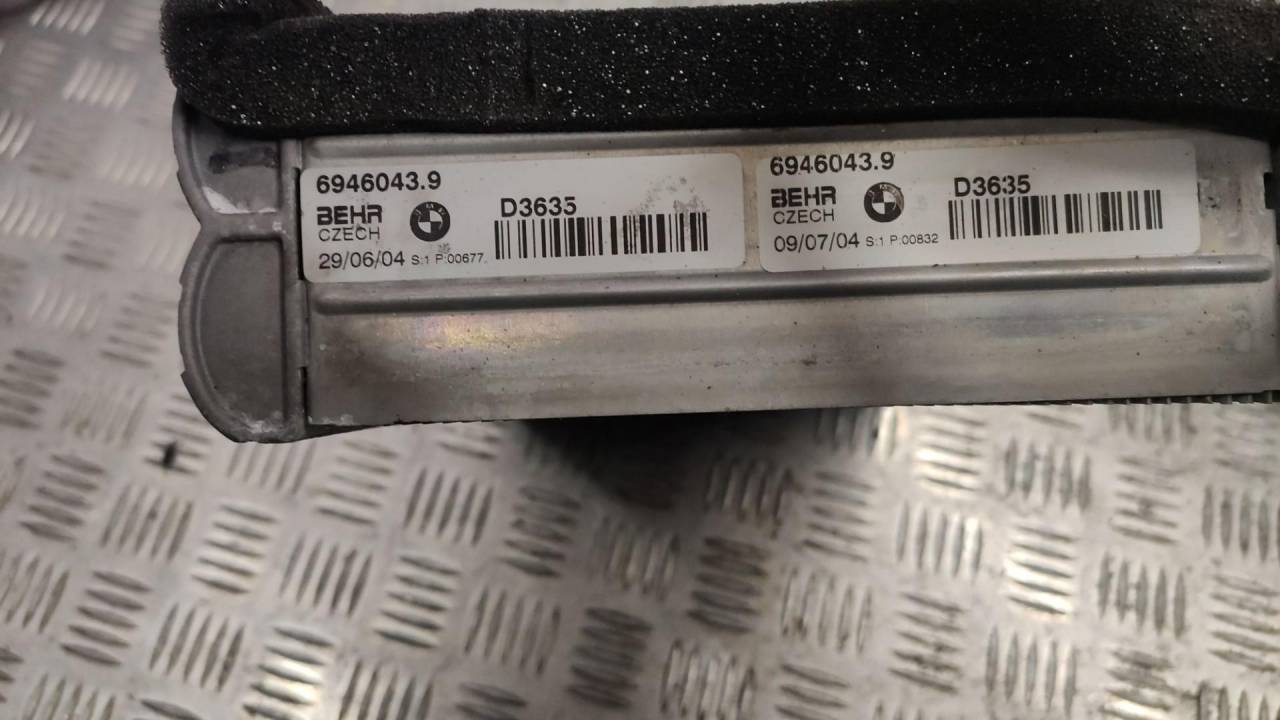 6946043.9
BEHR
CZECH
D3635
29/06/04 S:1 P:00677
6946043.9
BEHR
CZECH
D3635
09/07/04 S:1 P:00832